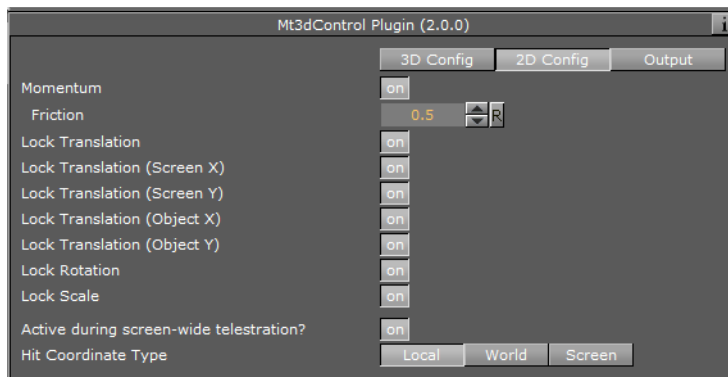 Mt3dControl Plugin (2.0.0) i
3D Config 2D Config Output
Momentum on
Friction 0.5 R
Lock Translation on
Lock Translation (Screen X) on
Lock Translation (Screen Y) on
Lock Translation (Object X) on
Lock Translation (Object Y) on
Lock Rotation on
Lock Scale on
Active during screen-wide telestration? on
Hit Coordinate Type Local World Screen